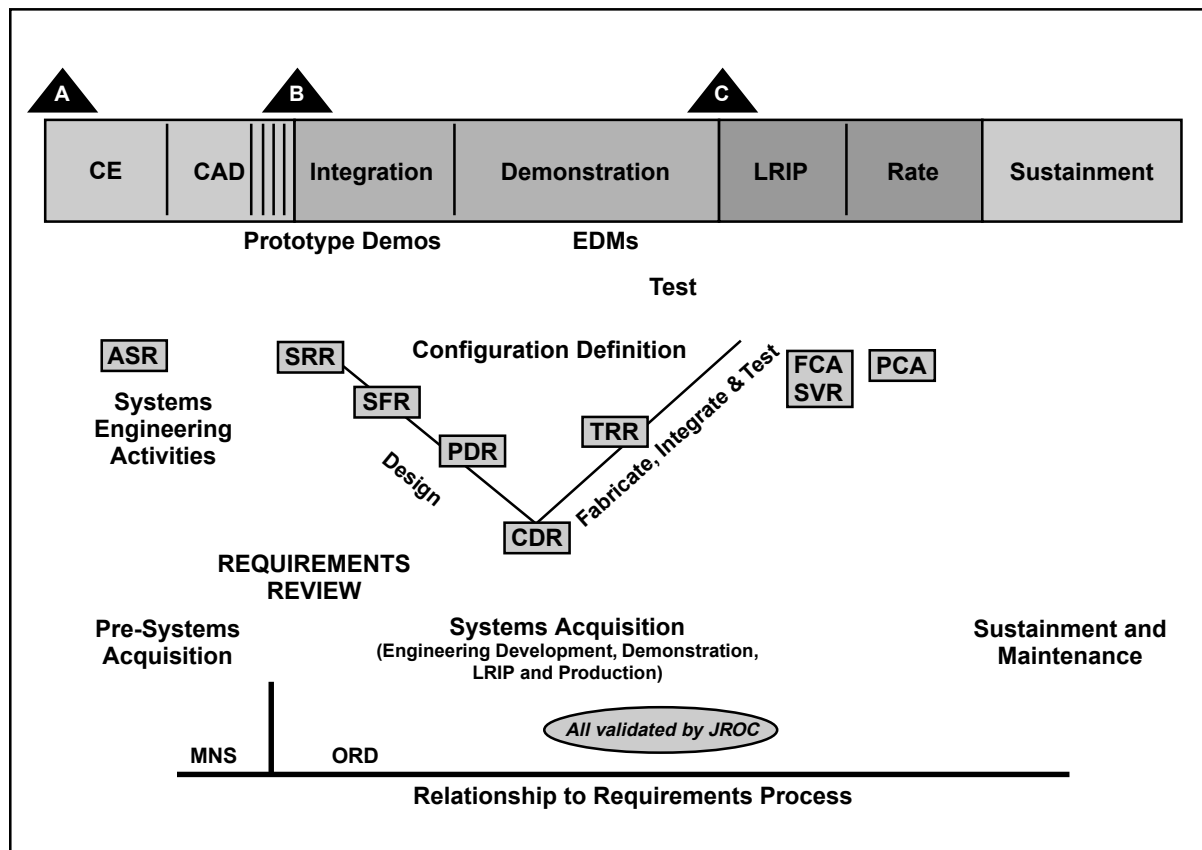 A
B
C
CE
CAD
Integration
Demonstration
LRIP
Rate
Sustainment
Prototype Demos
EDMs
Test
ASR
SRR
Configuration Definition
FCA
SVR
PCA
SFR
Systems
Engineering
Activities
TRR
PDR
Design
Fabricate, Integrate & Test
CDR
REQUIREMENTS
REVIEW
Pre-Systems
Acquisition
Systems Acquisition
(Engineering Development, Demonstration,
LRIP and Production)
Sustainment and
Maintenance
All validated by JROC
MNS
ORD
Relationship to Requirements Process